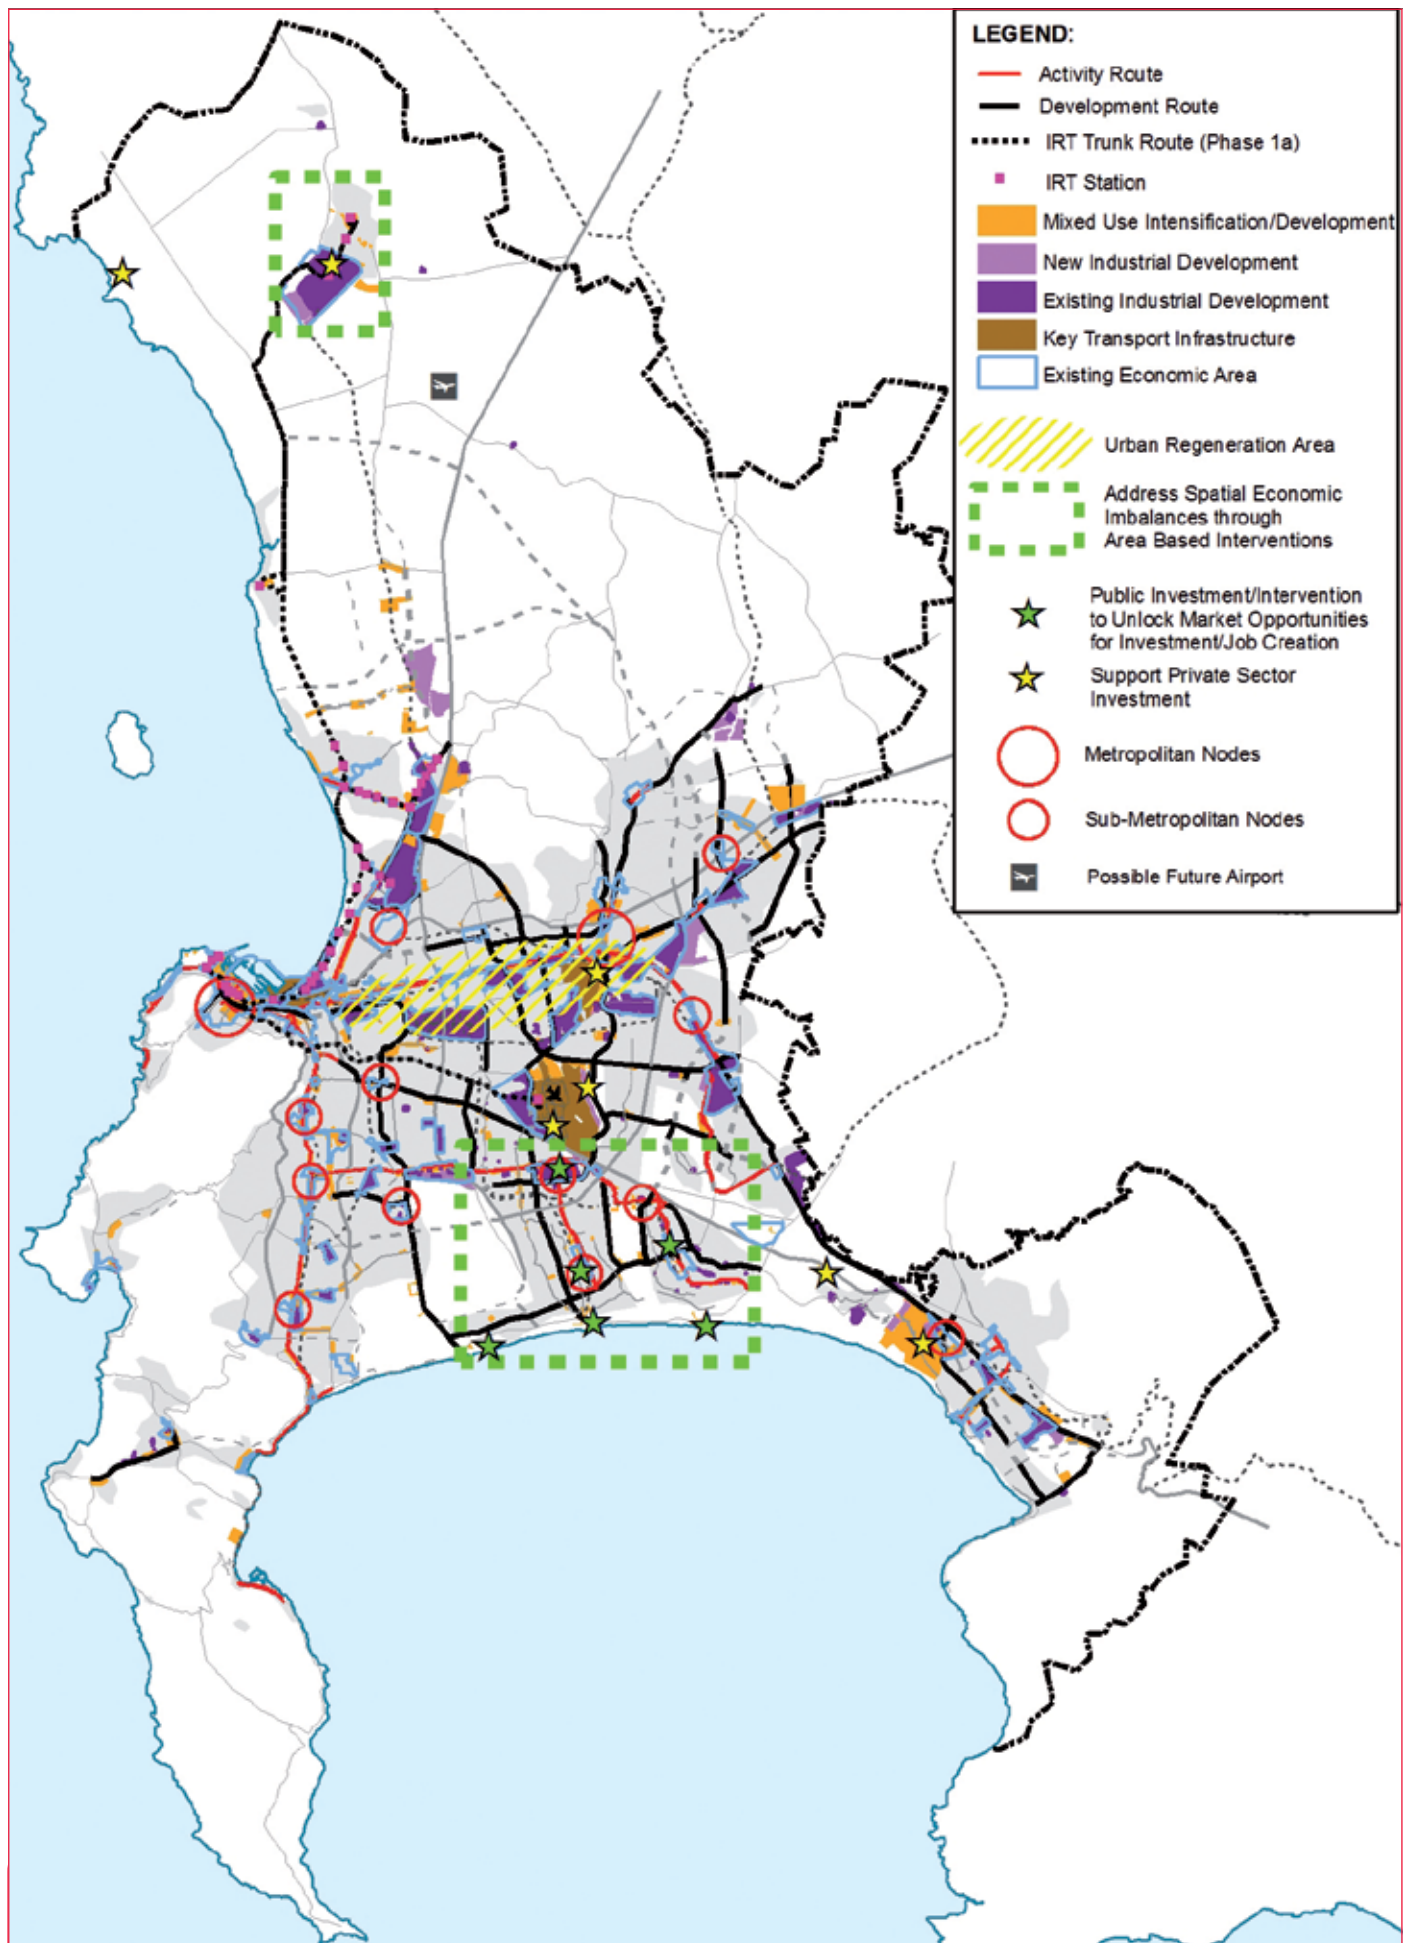 LEGEND:
Activity Route
Development Route
IRT Trunk Route (Phase 1a)
IRT Station
Mixed Use Intensification/Development
New Industrial Development
Existing Industrial Development
Key Transport Infrastructure
Existing Economic Area
Urban Regeneration Area
Address Spatial Economic
Imbalances through
Area Based Interventions
Public Investment/Intervention
to Unlock Market Opportunities
for Investment/Job Creation
Support Private Sector
Investment
Metropolitan Nodes
Sub-Metropolitan Nodes
Possible Future Airport